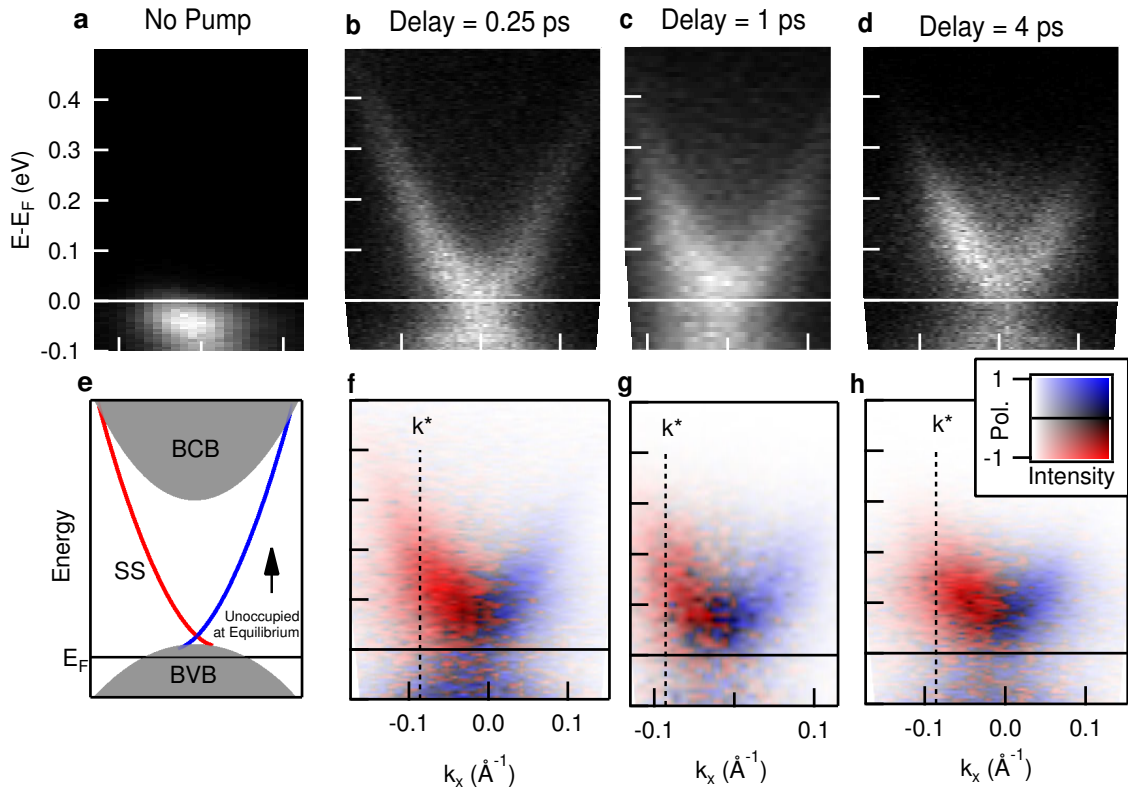 a No Pump
b Delay = 0.25 ps
c Delay = 1 ps
d Delay = 4 ps
E-E_F (eV)
0.4
0.3
0.2
0.1
0.0
-0.1
e
BCB
SS
Unoccupied
at Equilibrium
E_F
BVB
Energy
f
k*
-0.1 0.0 0.1
k_x (Å^-1)
g
k*
-0.1 0.1
k_x (Å^-1)
h
k*
-0.1 0.0 0.1
k_x (Å^-1)
1
Pol.
-1
Intensity